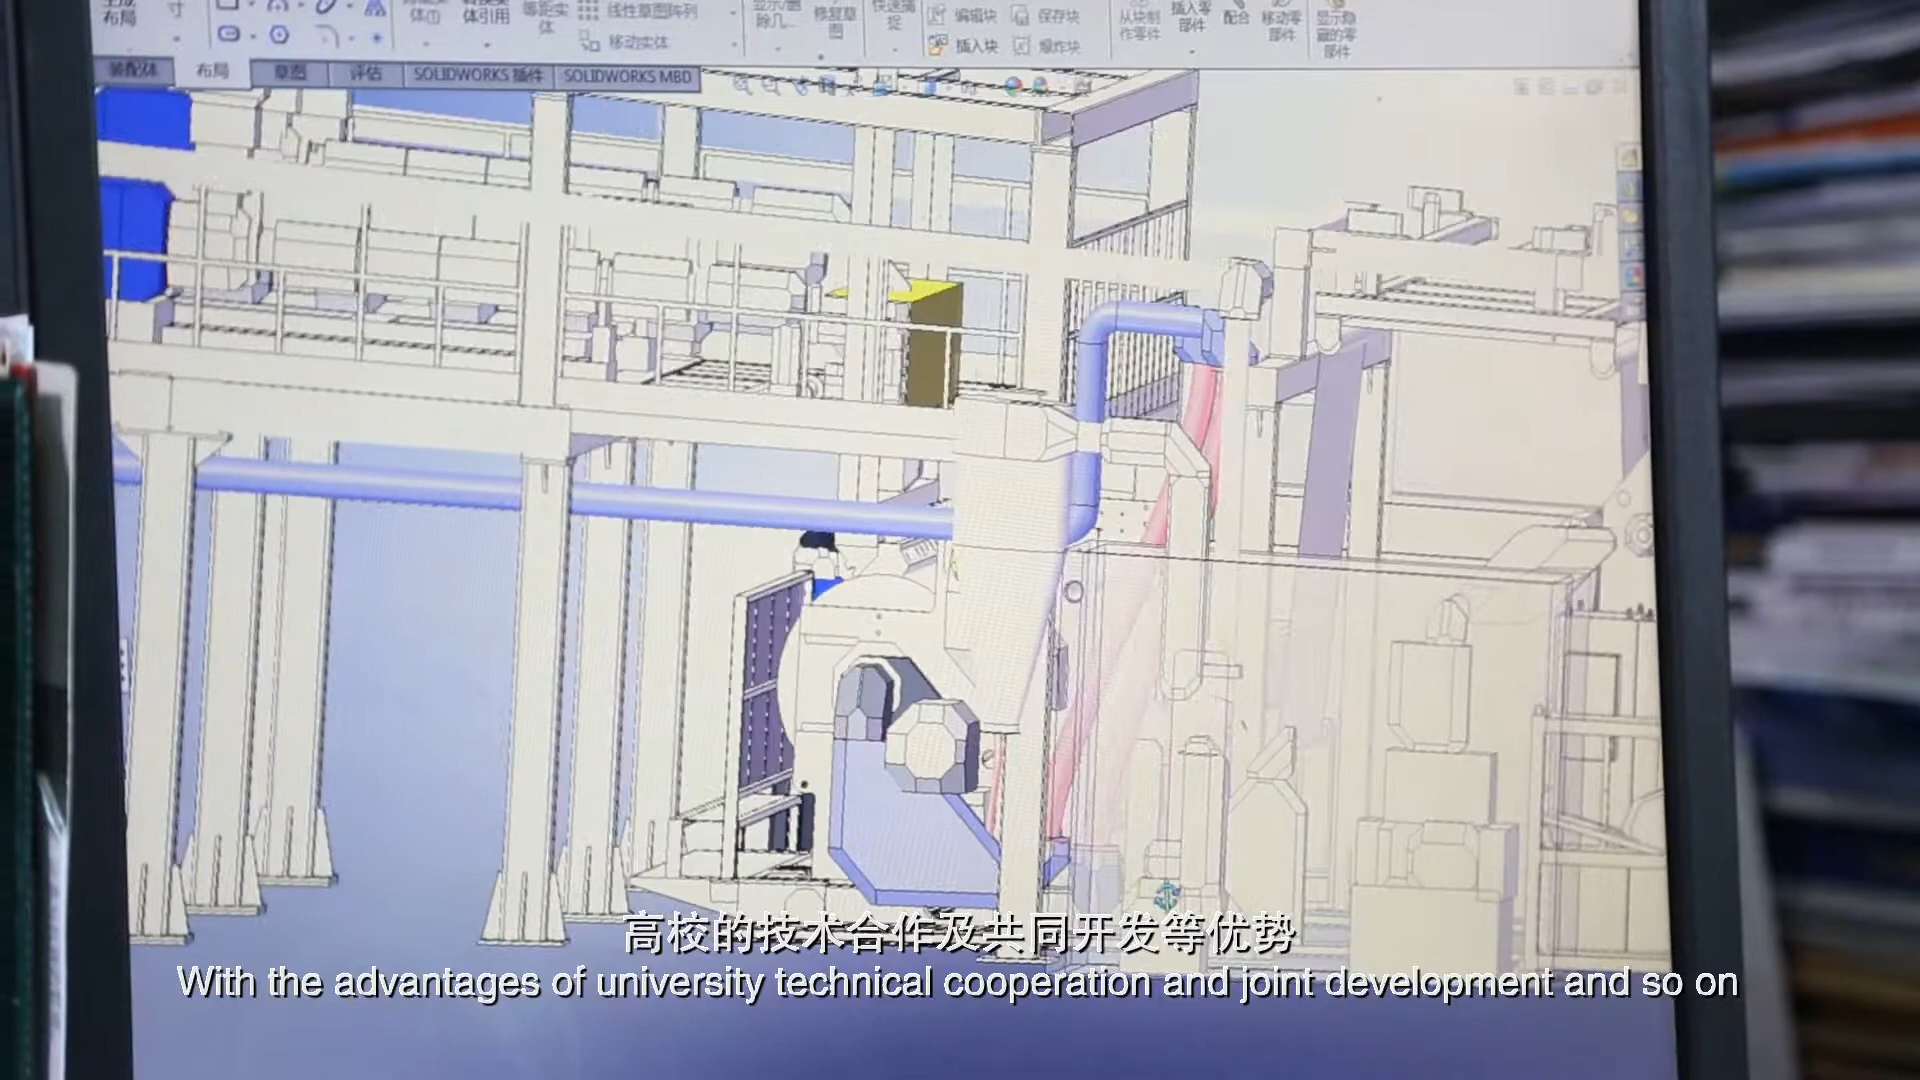 布局
线性草图阵列
移动实体
编辑块
保存块
插入块
爆炸块
配合
装配体
布局
草图
评估
SOLIDWORKS 插件
SOLIDWORKS MBD
高校的技术合作及共同开发等优势
With the advantages of university technical cooperation and joint development and so on